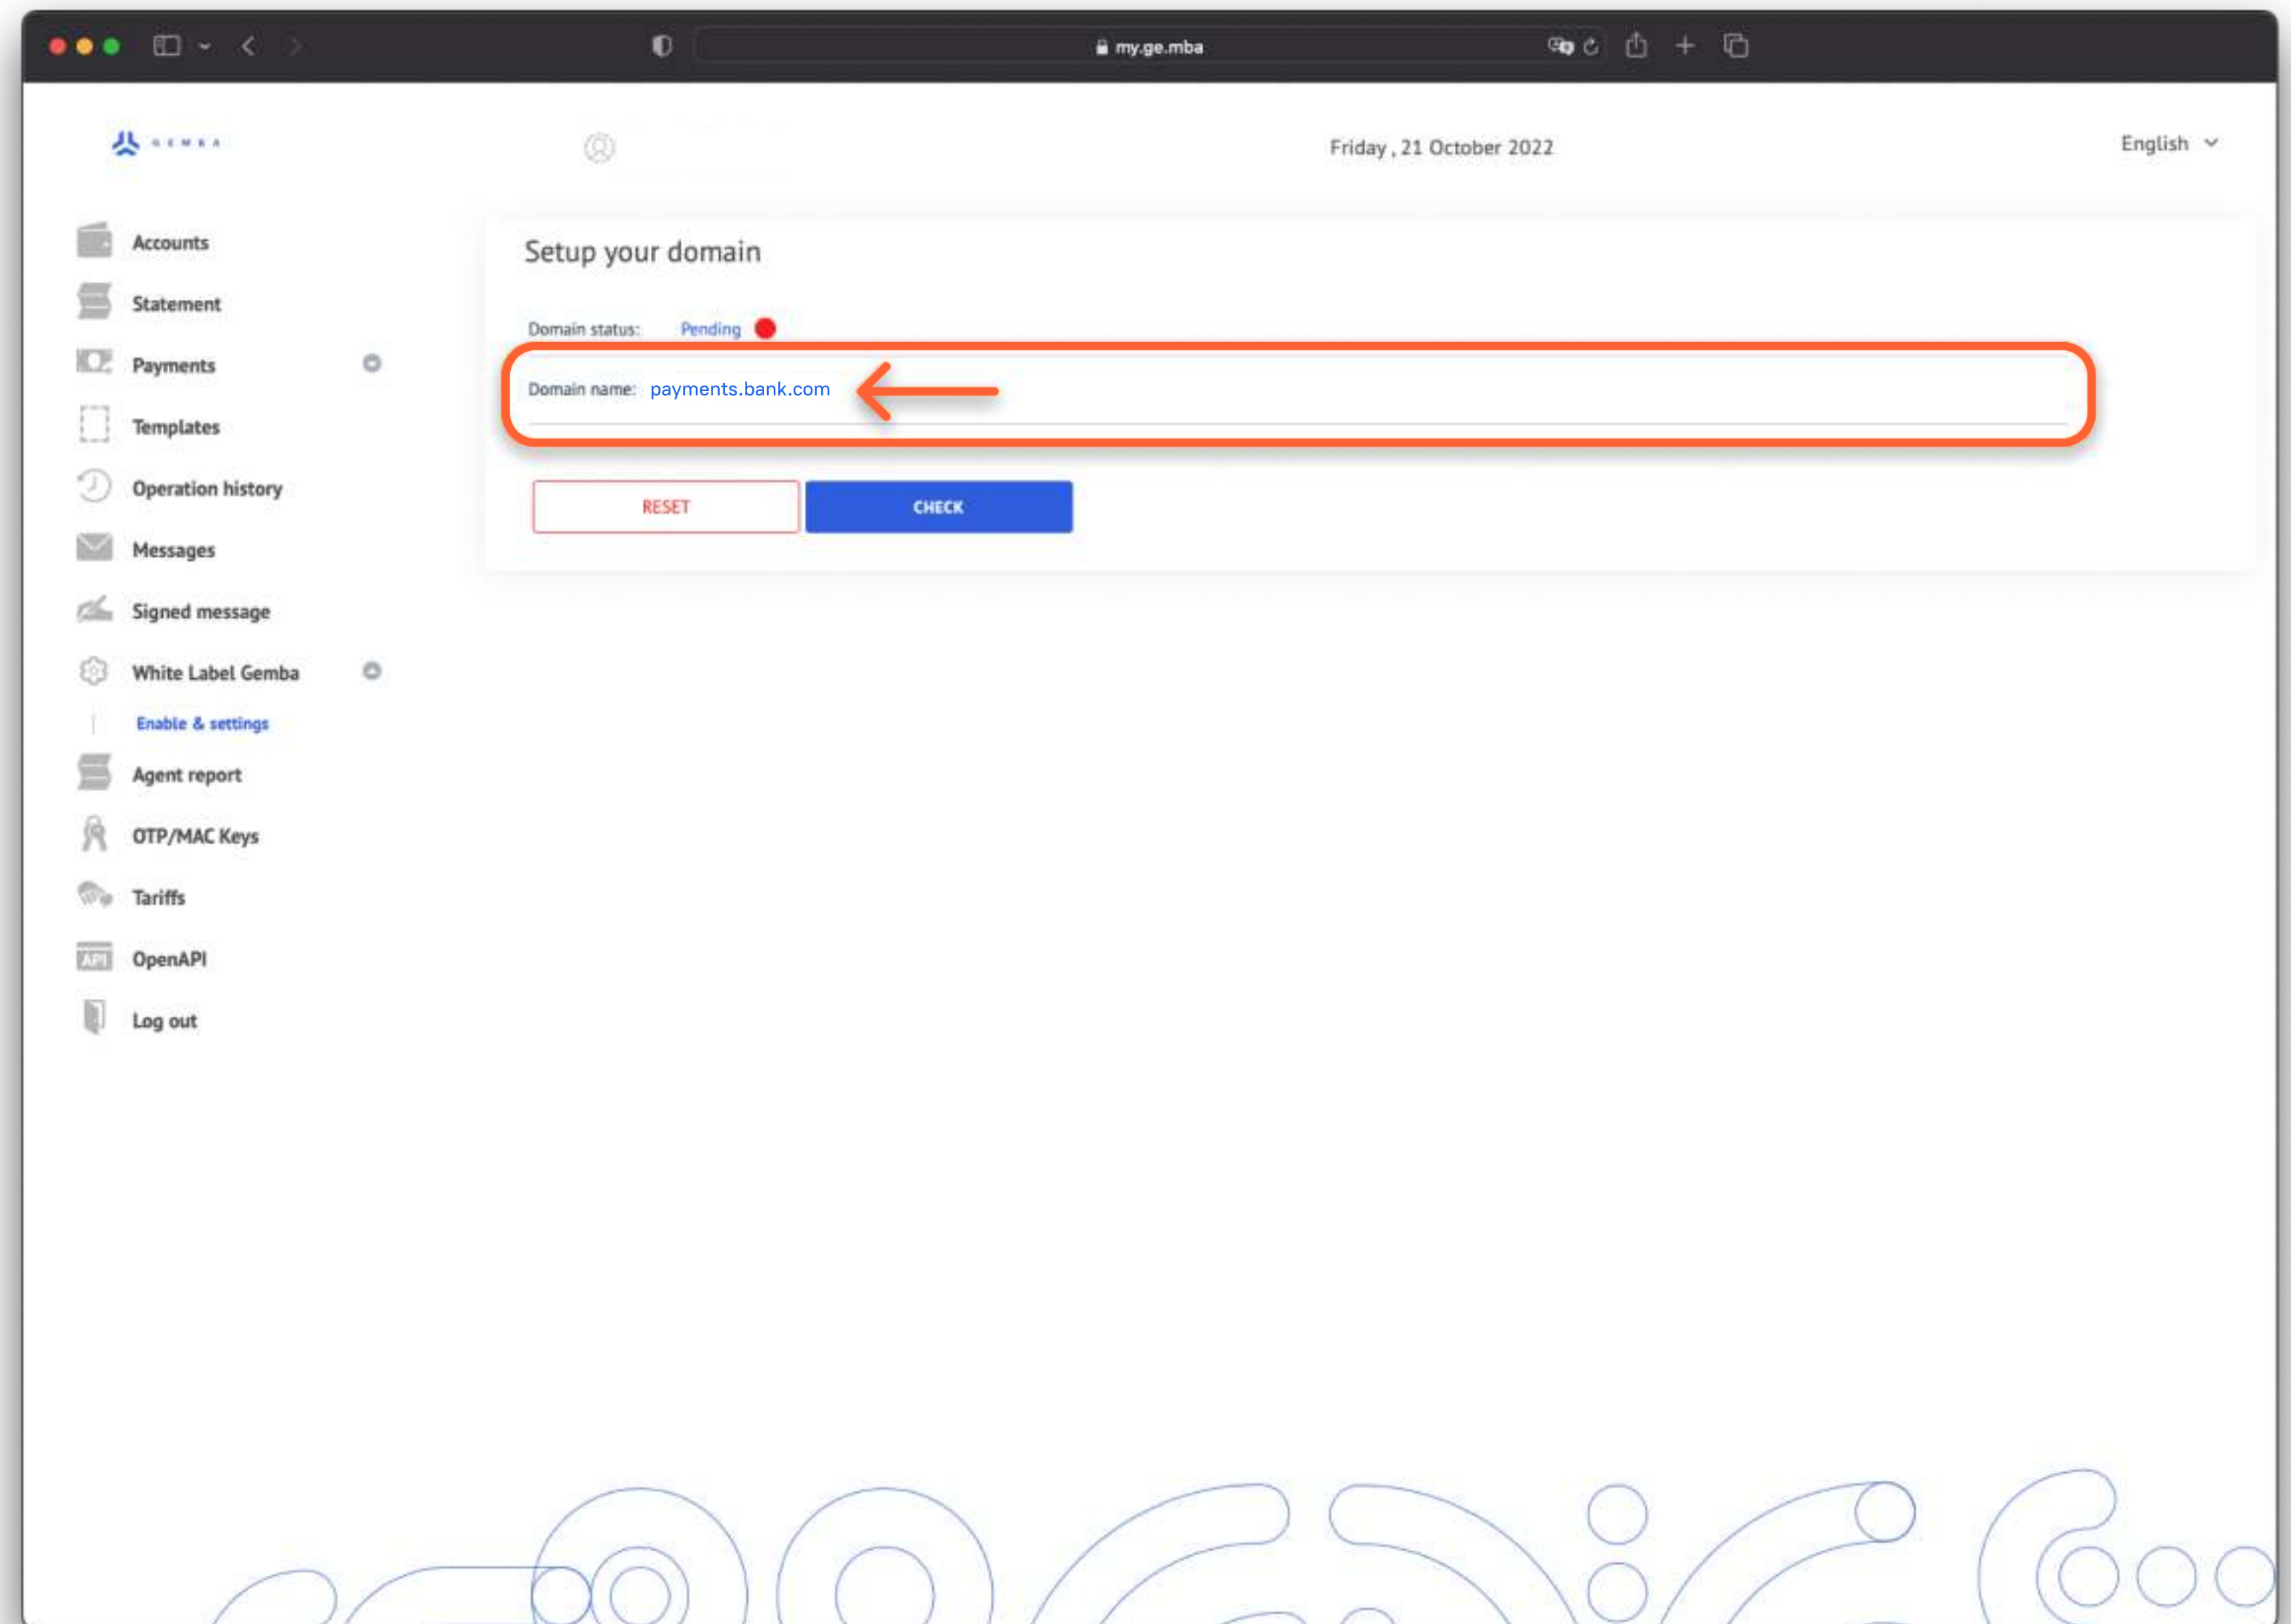 my.ge.mba
GEMBA
Friday , 21 October 2022
English
Accounts
Statement
Payments
Templates
Operation history
Messages
Signed message
White Label Gemba
Enable & settings
Agent report
OTP/MAC Keys
Tariffs
API
OpenAPI
Log out
Setup your domain
Domain status: Pending
Domain name: payments.bank.com
RESET
CHECK